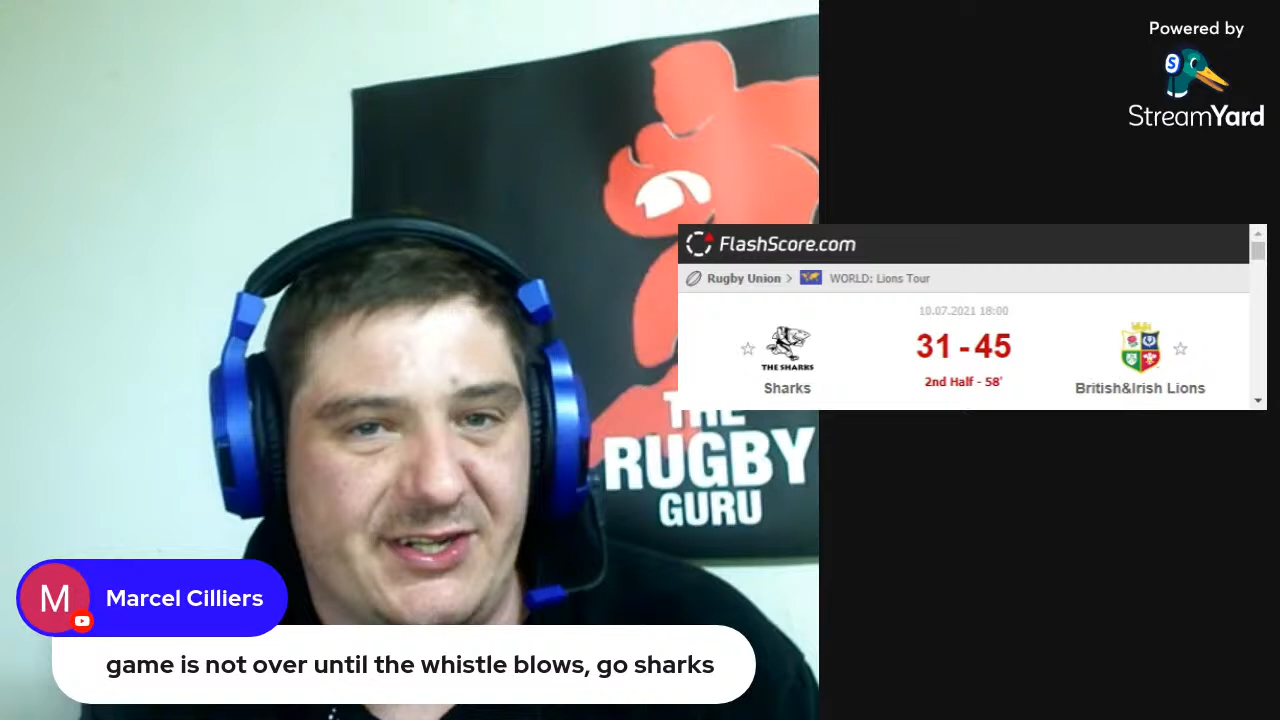 Powered by
StreamYard
FlashScore.com
Rugby Union > WORLD: Lions Tour
10.07.2021 18:00
31 - 45
THE SHARKS
2nd Half - 58'
Sharks
British&Irish Lions
THE
RUGBY
GURU
M
Marcel Cilliers
game is not over until the whistle blows, go sharks